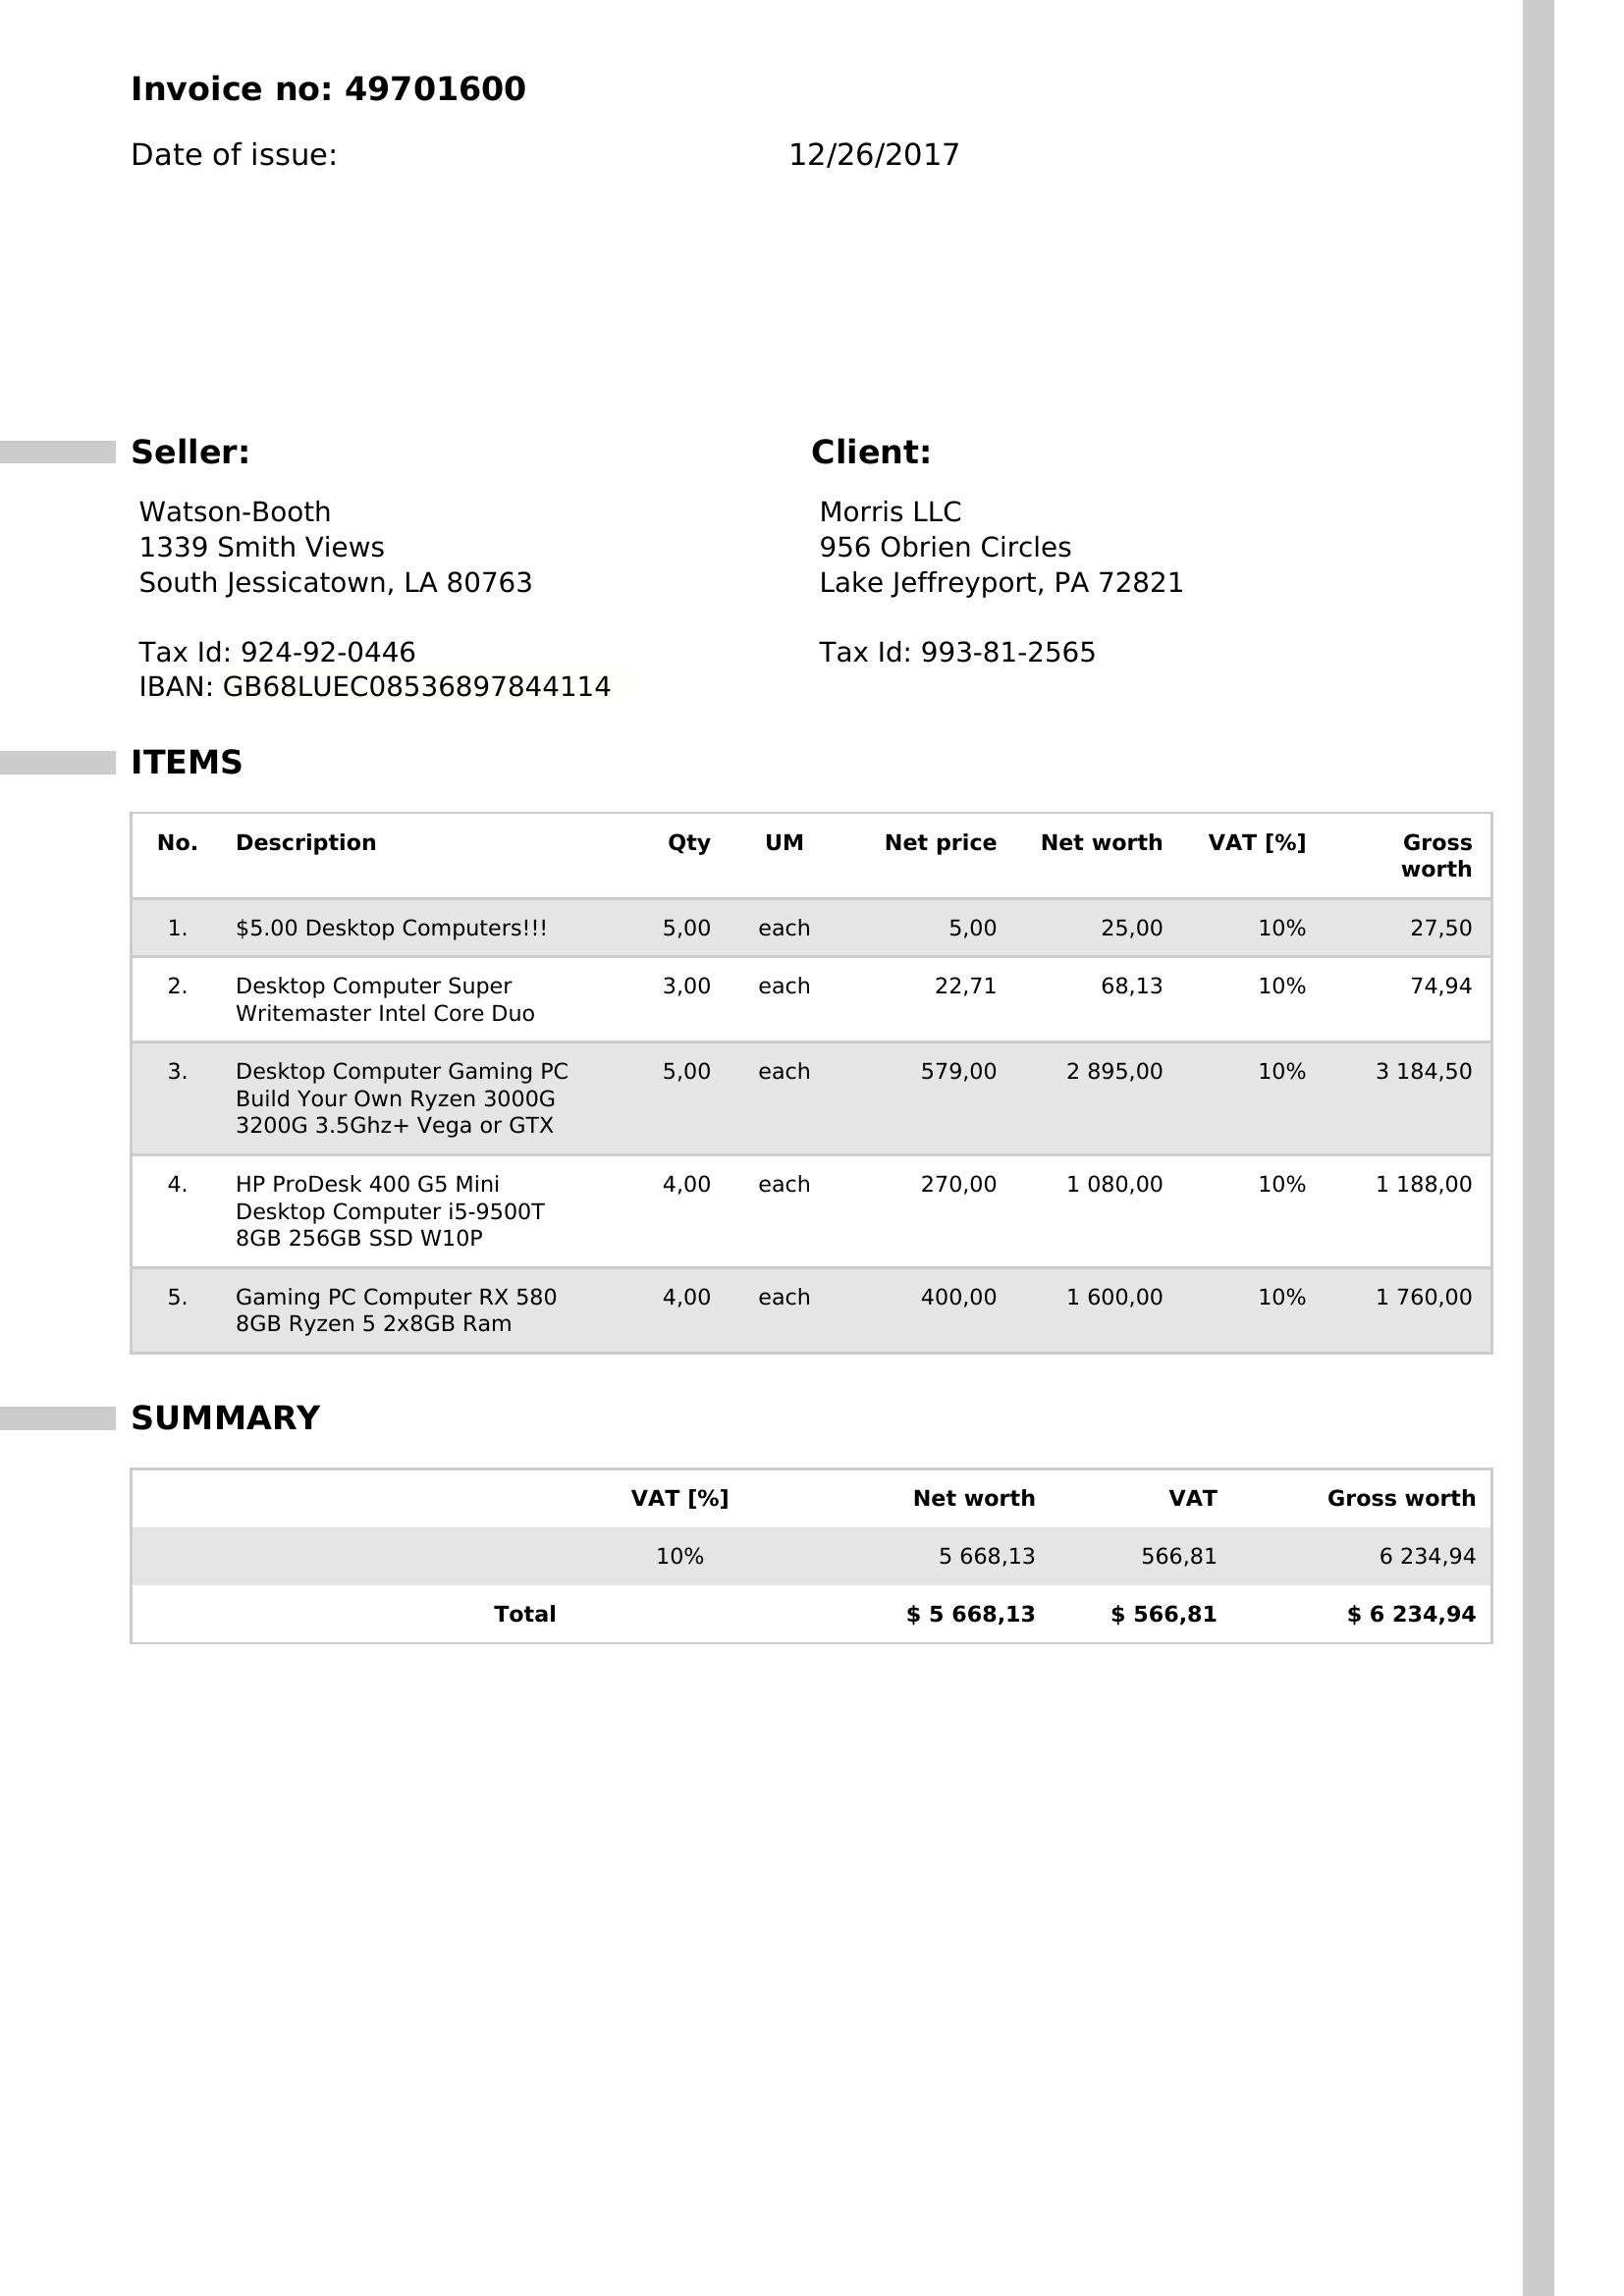 Invoice no: 49701600
Date of issue: 12/26/2017
Seller:
Watson-Booth
1339 Smith Views
South Jessicatown, LA 80763
Tax Id: 924-92-0446
IBAN: GB68LUEC08536897844114
Client:
Morris LLC
956 Obrien Circles
Lake Jeffreyport, PA 72821
Tax Id: 993-81-2565
ITEMS
No. Description Qty UM Net price Net worth VAT [%] Gross
worth
1. $5.00 Desktop Computers!!! 5,00 each 5,00 25,00 10% 27,50
2. Desktop Computer Super 3,00 each 22,71 68,13 10% 74,94
Writemaster Intel Core Duo
3. Desktop Computer Gaming PC 5,00 each 579,00 2 895,00 10% 3 184,50
Build Your Own Ryzen 3000G
3200G 3.5Ghz+ Vega or GTX
4. HP ProDesk 400 G5 Mini 4,00 each 270,00 1 080,00 10% 1 188,00
Desktop Computer i5-9500T
8GB 256GB SSD W10P
5. Gaming PC Computer RX 580 4,00 each 400,00 1 600,00 10% 1 760,00
8GB Ryzen 5 2x8GB Ram
SUMMARY
VAT [%] Net worth VAT Gross worth
10% 5 668,13 566,81 6 234,94
Total $ 5 668,13 $ 566,81 $ 6 234,94